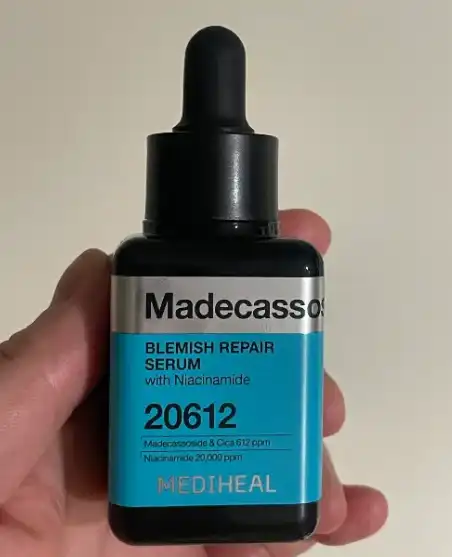 Madecassos
BLEMISH REPAIR
SERUM
with Niacinamide
20612
Madecassoside & Cica 612 ppm
Niacinamide 20,000 ppm
MEDIHEAL